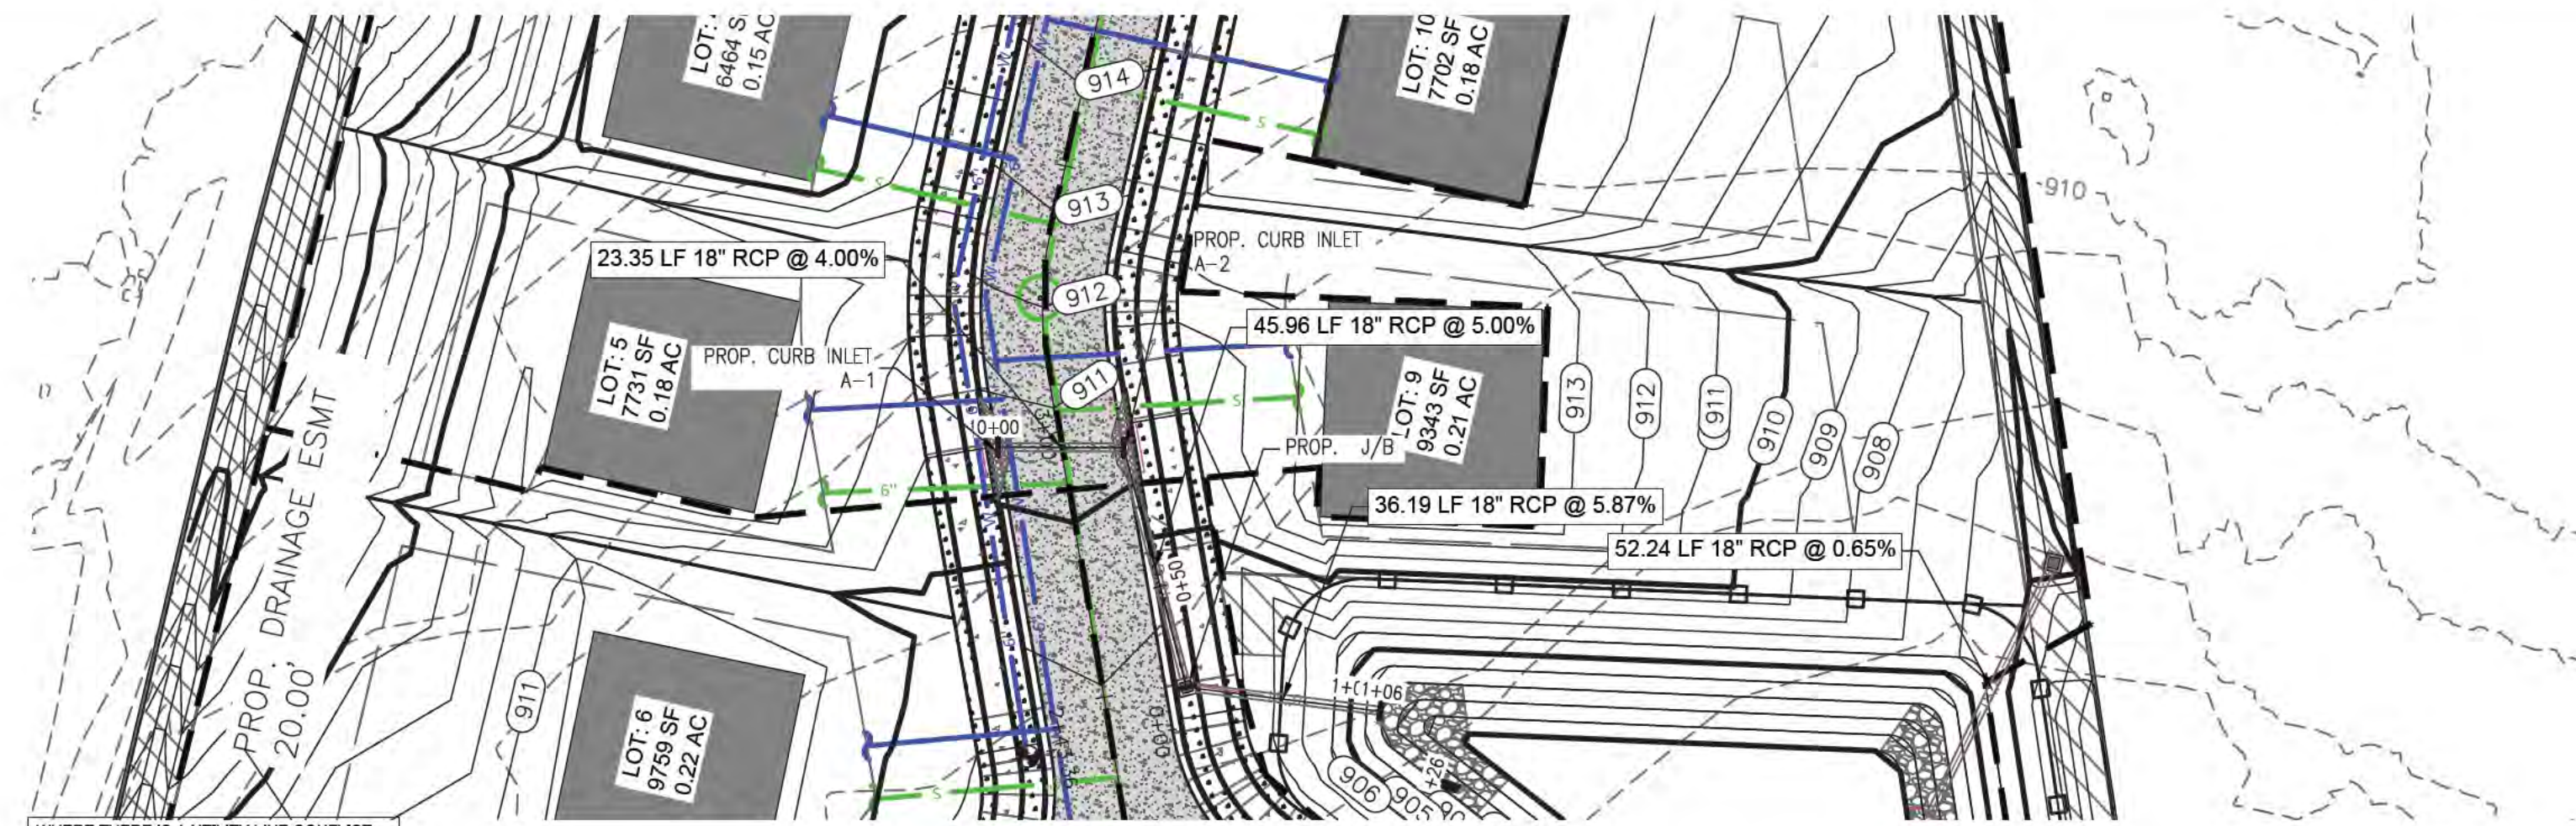 LOT:
6464 S
0.15 AC
914
LOT: 10
7702 SF
0.18 AC
S
S
W
W
913
-910
23.35 LF 18" RCP @ 4.00%
PROP. CURB INLET
A-2
912
45.96 LF 18" RCP @ 5.00%
LOT: 5
7731 SF
0.18 AC
PROP. CURB INLET
A-1
911
S
10+00
LOT: 9
9343 SF
0.21 AC
913
912
911
910
909
908
PROP. J/B
6"
36.19 LF 18" RCP @ 5.87%
52.24 LF 18" RCP @ 0.65%
PROP. DRAINAGE ESMT
20.00'
0+50
911
LOT: 6
9759 SF
0.22 AC
0+00
1+06
+26
906
905
S